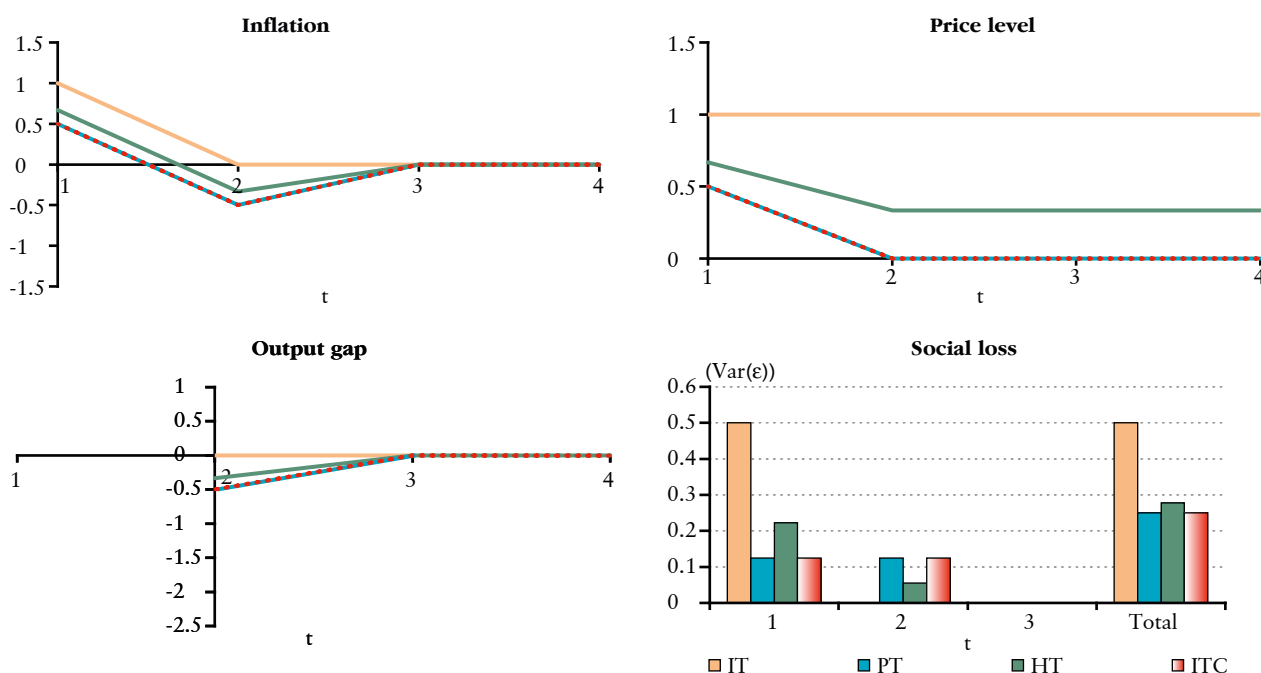 Inflation
1.5
1
0.5
0
-0.5
-1
-1.5
1
2
3
4
t
Price level
1.5
1
0.5
0
1
2
3
4
t
Output gap
1
0.5
0
-0.5
-1
-1.5
-2
-2.5
1
2
3
4
t
Social loss
(Var(ε))
0.6
0.5
0.4
0.3
0.2
0.1
0
1
2
3
Total
t
IT
PT
HT
ITC